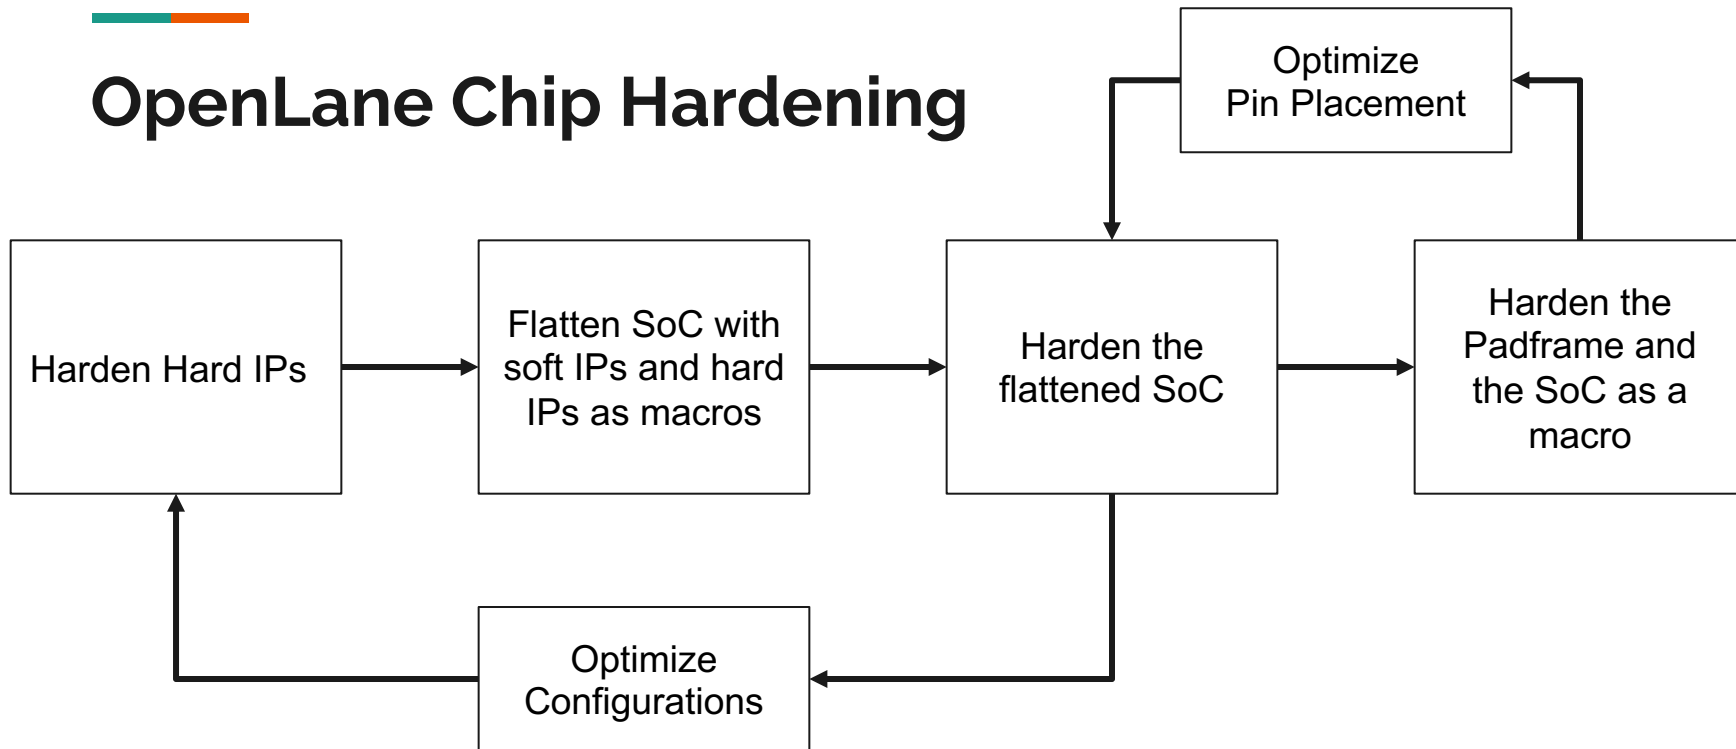 OpenLane Chip Hardening
Optimize
Pin Placement
Harden Hard IPs
Flatten SoC with
soft IPs and hard
IPs as macros
Harden the
flattened SoC
Harden the
Padframe and
the SoC as a
macro
Optimize
Configurations